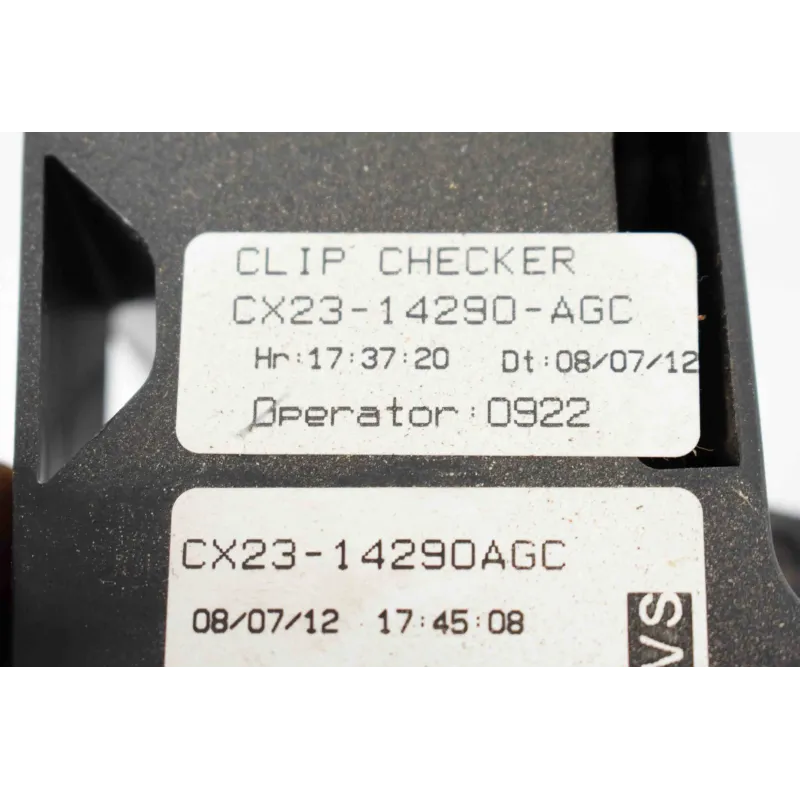 CLIP CHECKER
CX23-14290-AGC
Hr:17:37:20 Dt:08/07/12
Operator:0922
CX23-14290AGC
08/07/12 17:45:08
VS